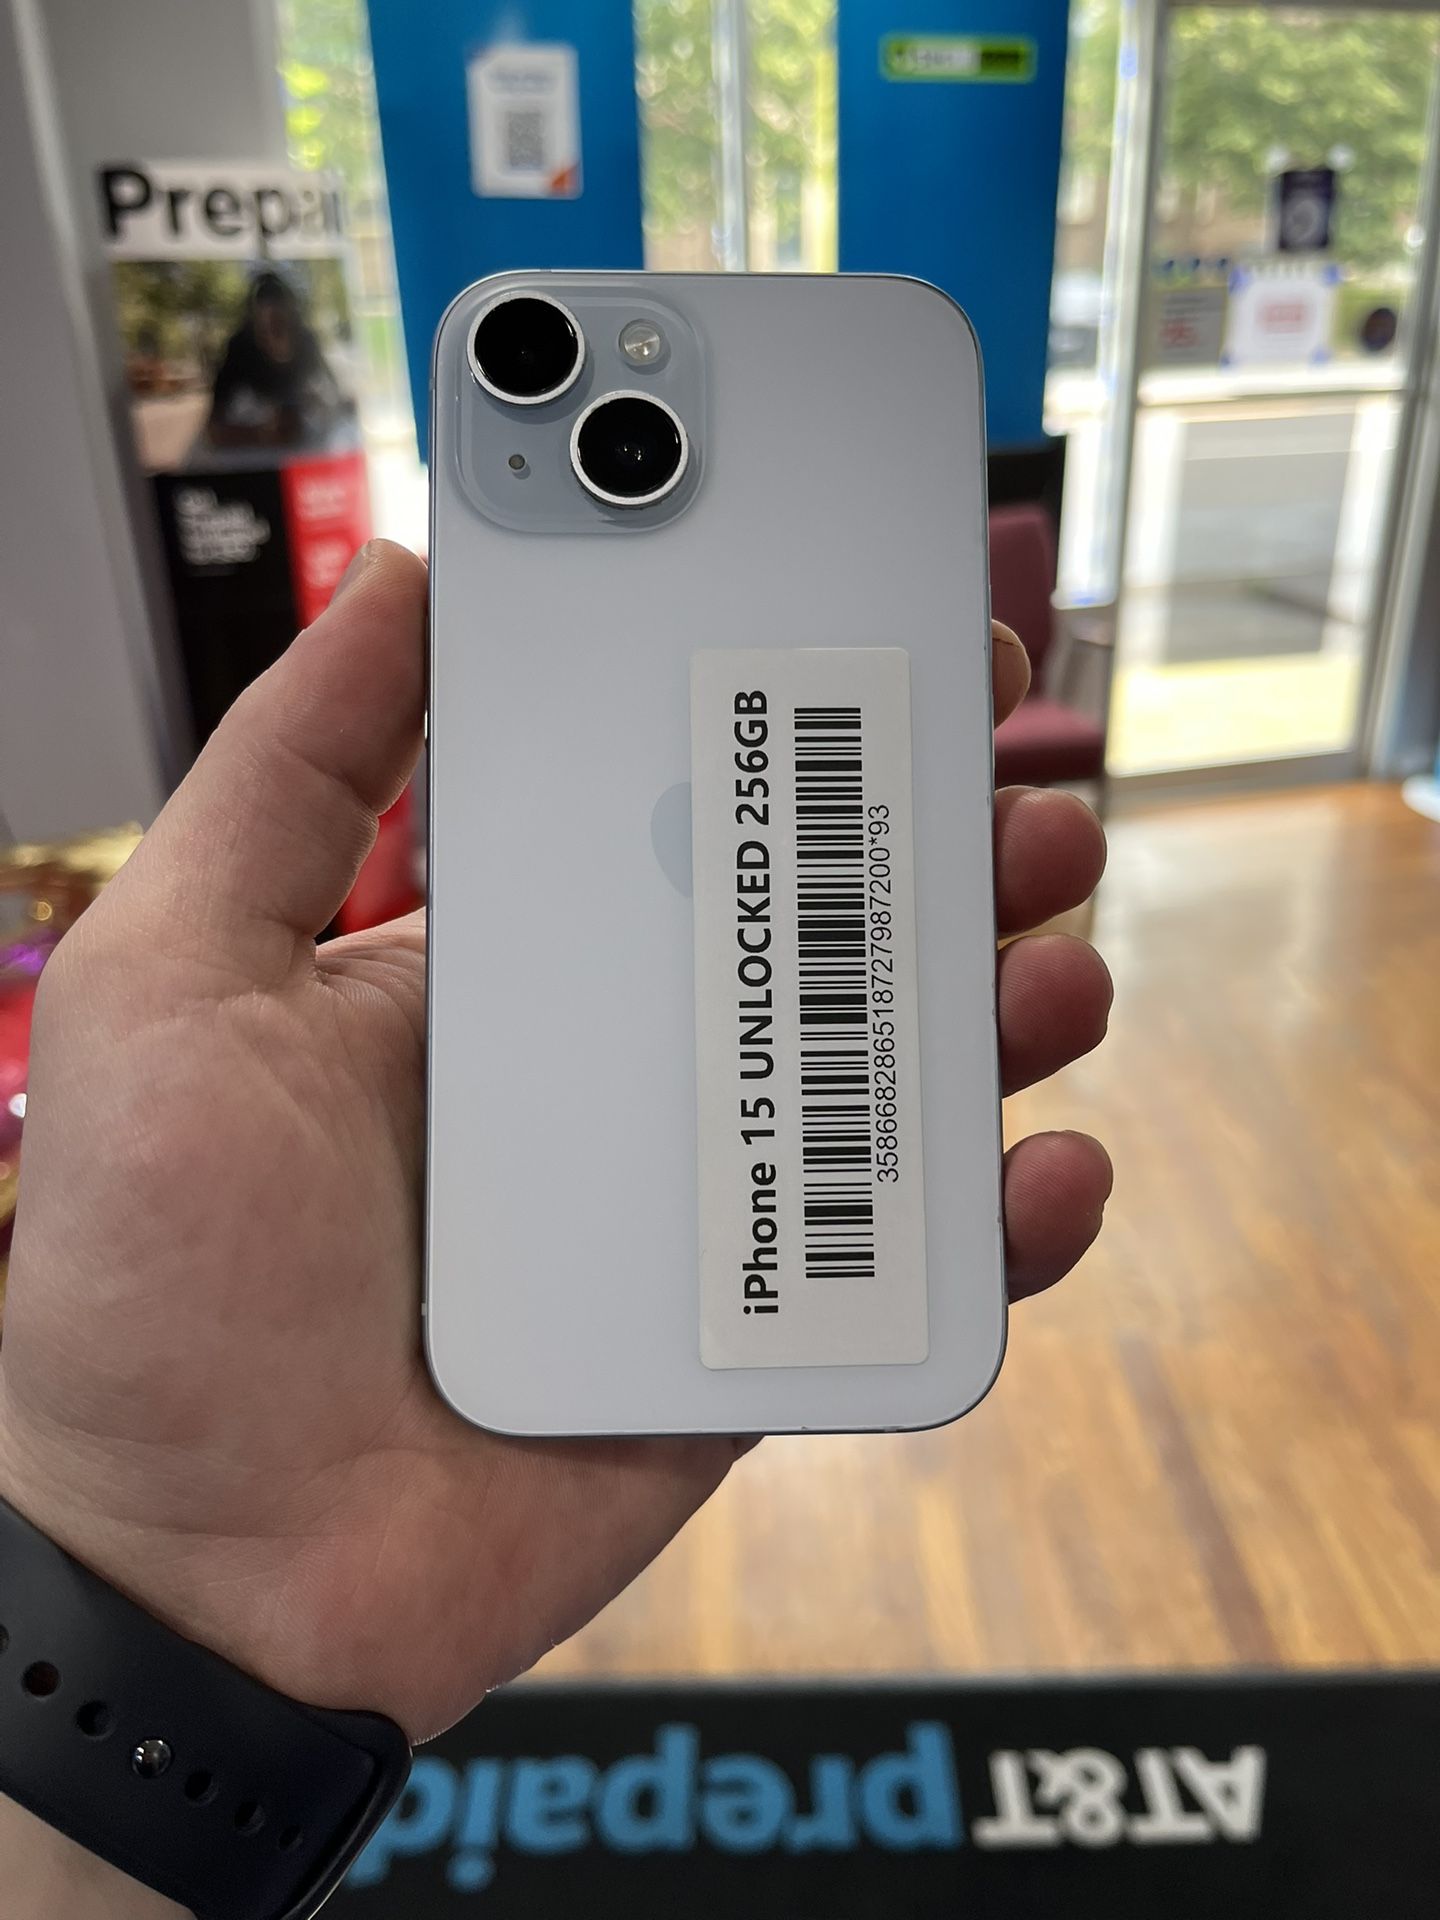 Prepai
iPhone 15 UNLOCKED 256GB
358668286518727987200*93
AT&T prepaid